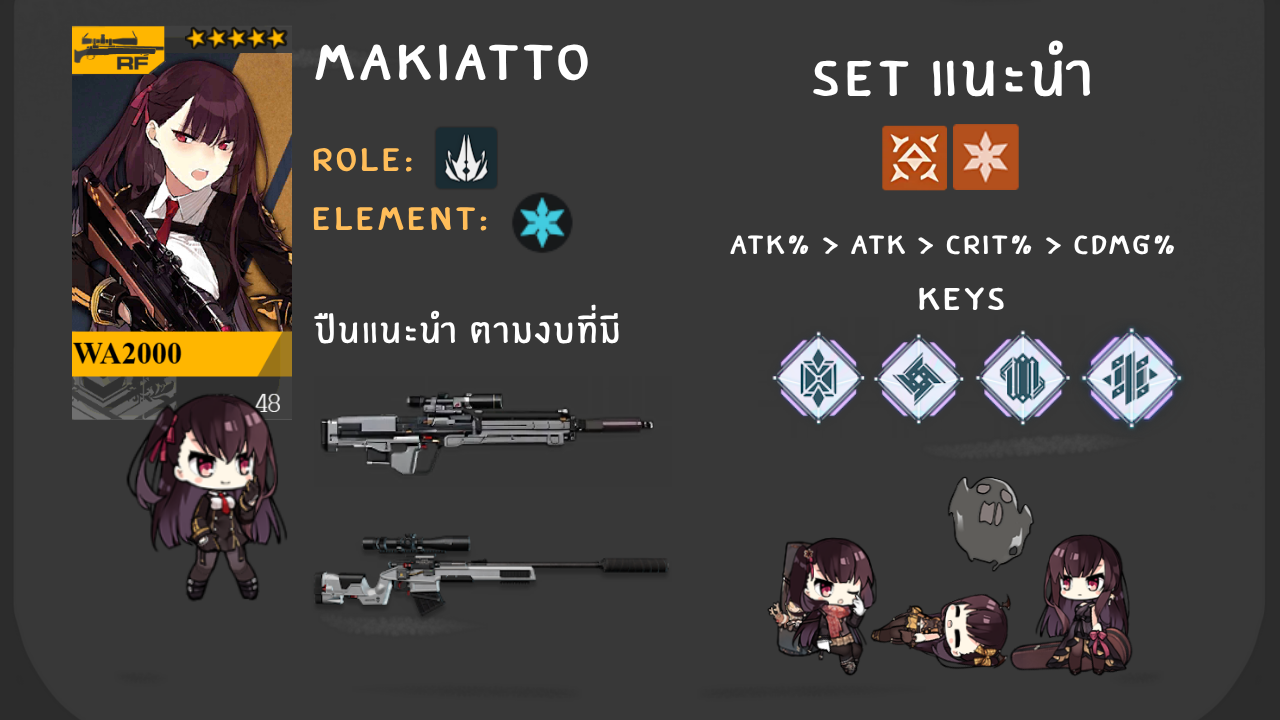 RF
MAKIATTO
ROLE:
ELEMENT:
WA2000
48
ปืนแนะนำ ตามงบที่มี
SET แนะนำ
ATK% > ATK > CRIT% > CDMG%
KEYS